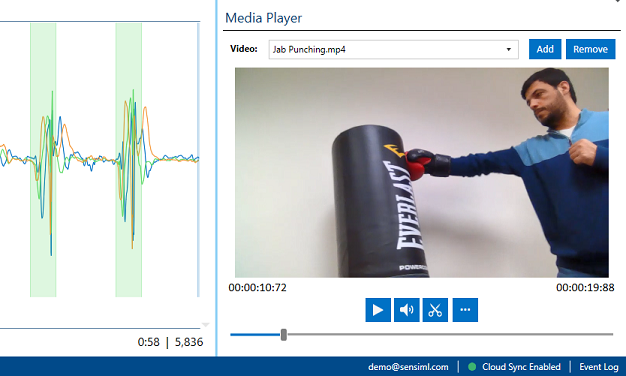 Media Player
Video:
Jab Punching.mp4
Add
Remove
EVERLAST
POWERE
00:00:10:72
00:00:19:88
0:58 | 5,836
demo@sensiml.com
Cloud Sync Enabled
Event Log